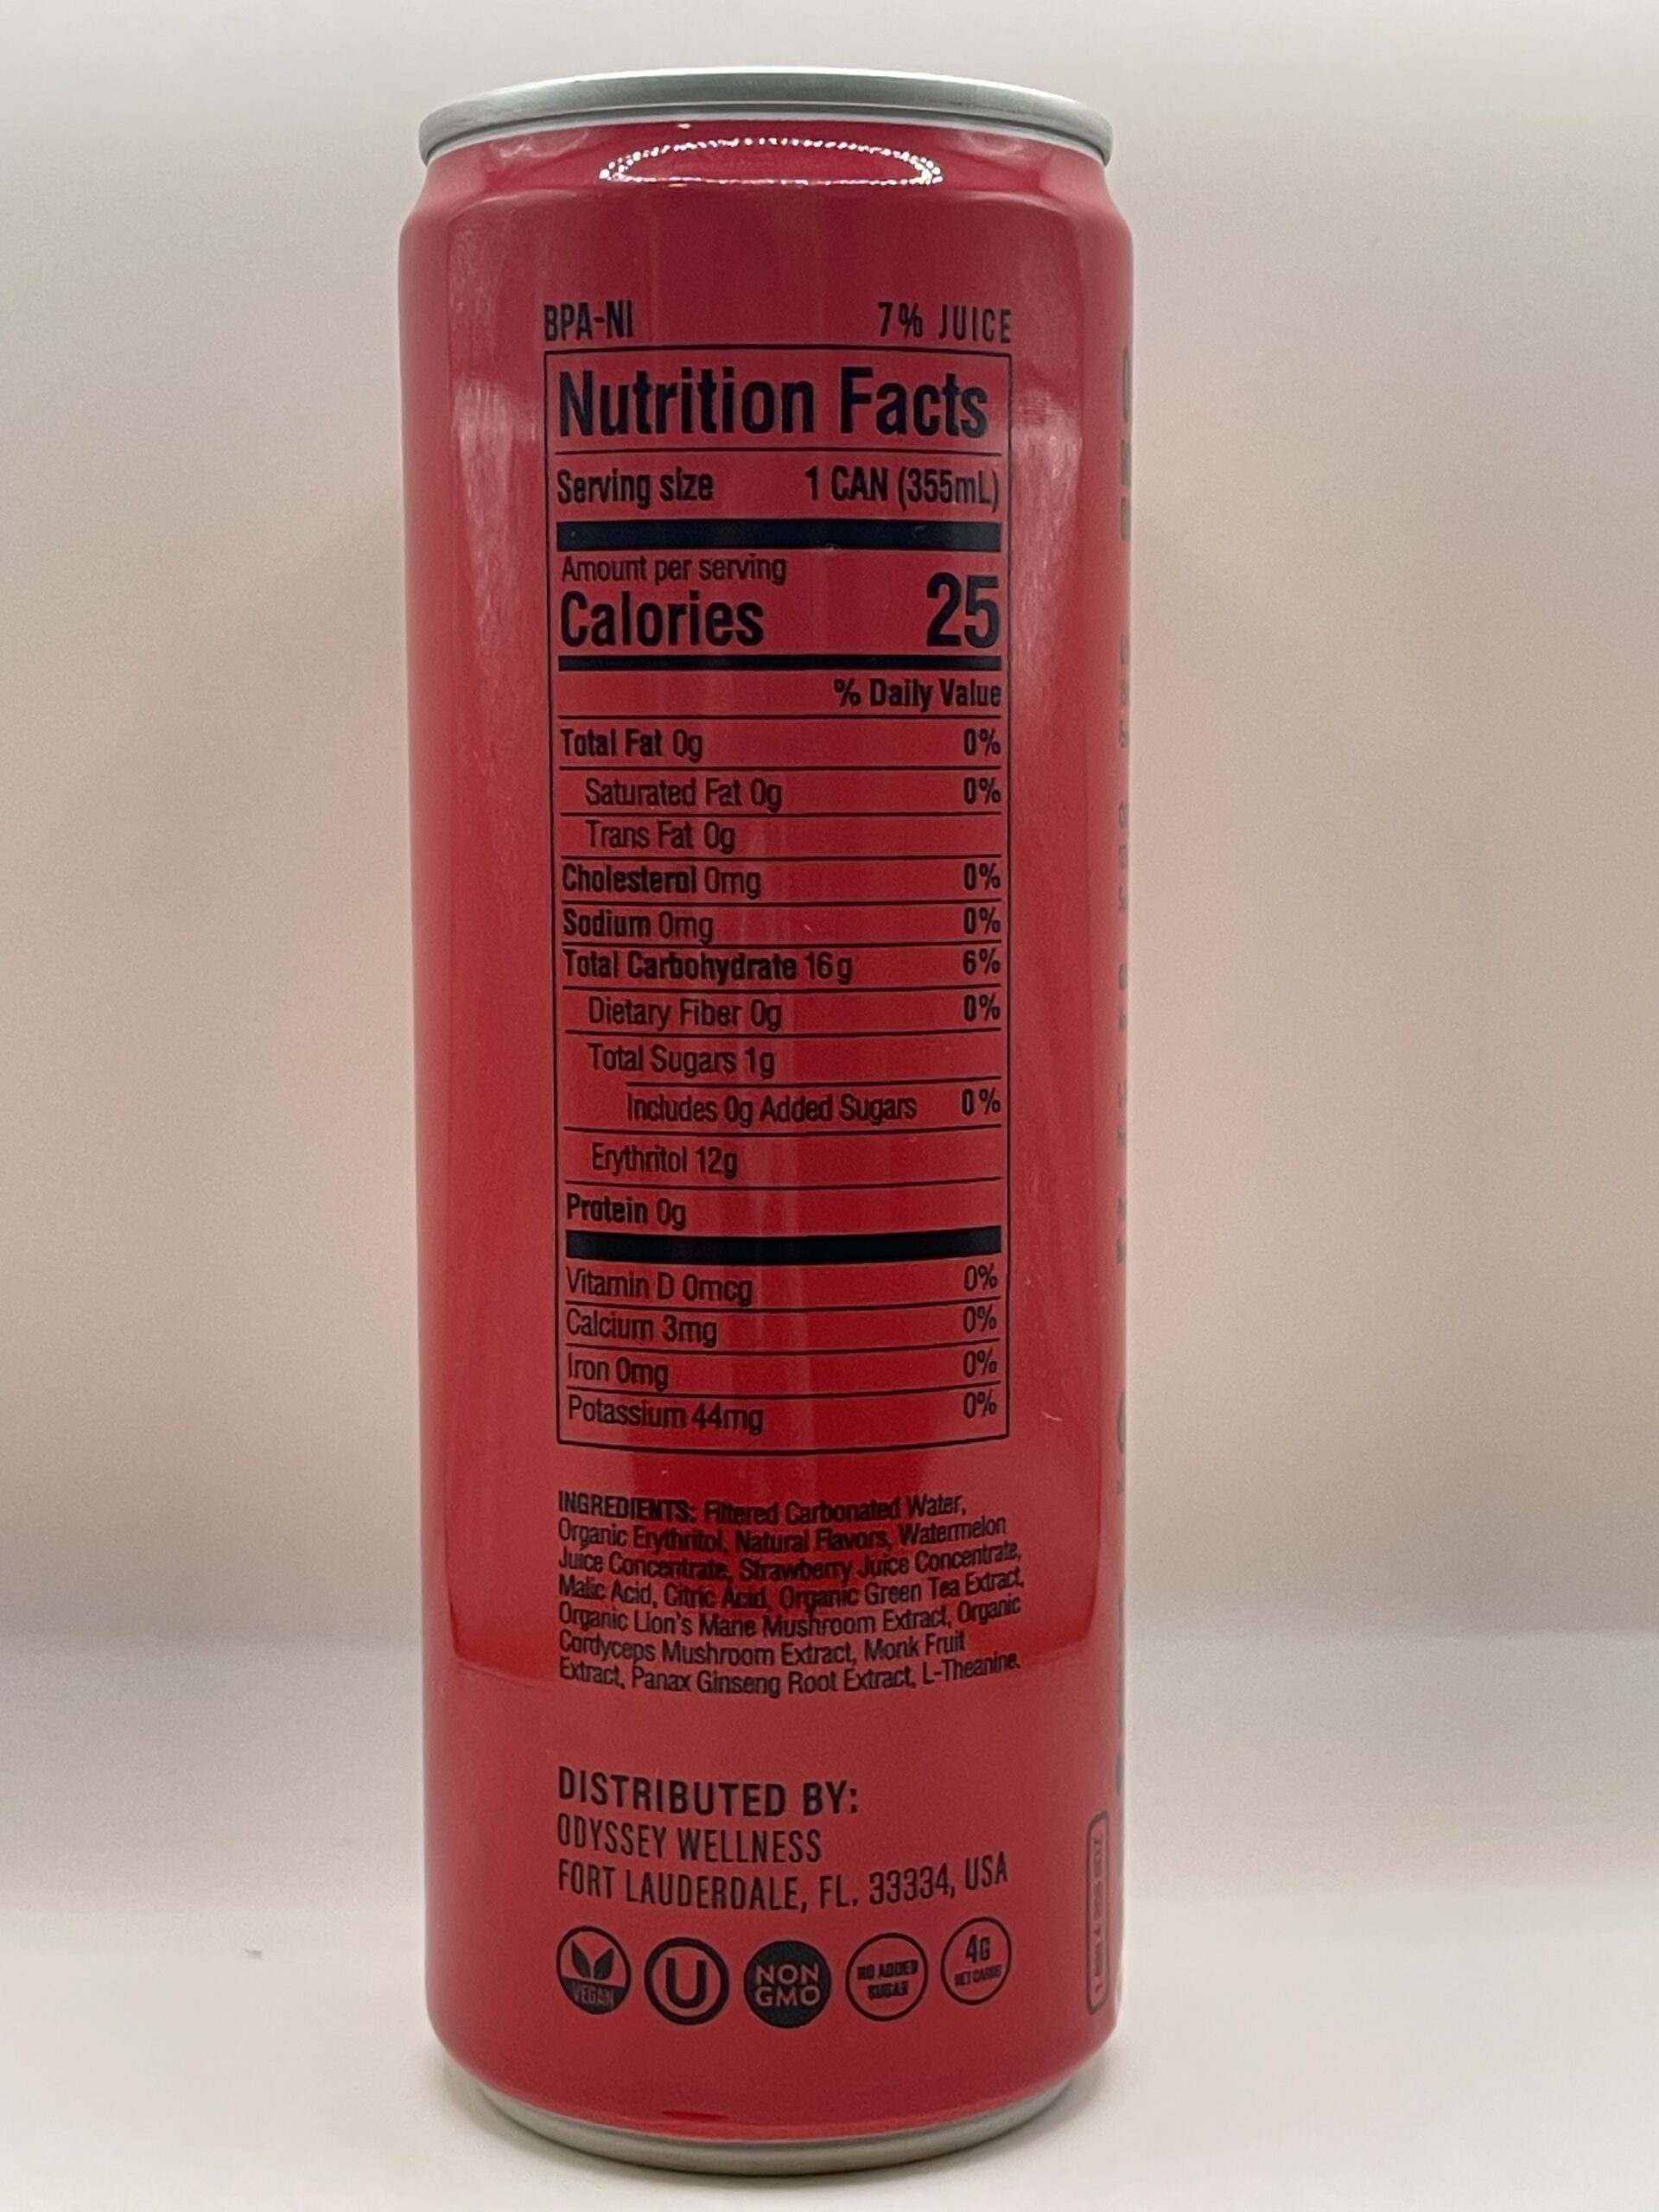 BPA-NI 7% JUICE
Nutrition Facts
Serving size 1 CAN (355mL)
Amount per serving
Calories 25
% Daily Value
Total Fat 0g 0%
Saturated Fat 0g 0%
Trans Fat 0g
Cholesterol 0mg 0%
Sodium 0mg 0%
Total Carbohydrate 16g 6%
Dietary Fiber 0g 0%
Total Sugars 1g
Includes 0g Added Sugars 0%
Erythritol 12g
Protein 0g
Vitamin D 0mcg 0%
Calcium 3mg 0%
Iron 0mg 0%
Potassium 44mg 0%
INGREDIENTS: Filtered Carbonated Water,
Organic Erythritol, Natural Flavors, Watermelon
Juice Concentrate, Strawberry Juice Concentrate,
Malic Acid, Citric Acid, Organic Green Tea Extract,
Organic Lion's Mane Mushroom Extract, Organic
Cordyceps Mushroom Extract, Monk Fruit
Extract, Panax Ginseng Root Extract, L-Theanine.
DISTRIBUTED BY:
ODYSSEY WELLNESS
FORT LAUDERDALE, FL. 33334, USA
VEGAN
U
NON
GMO
NO ADDED
SUGAR
4G
NET CARBS